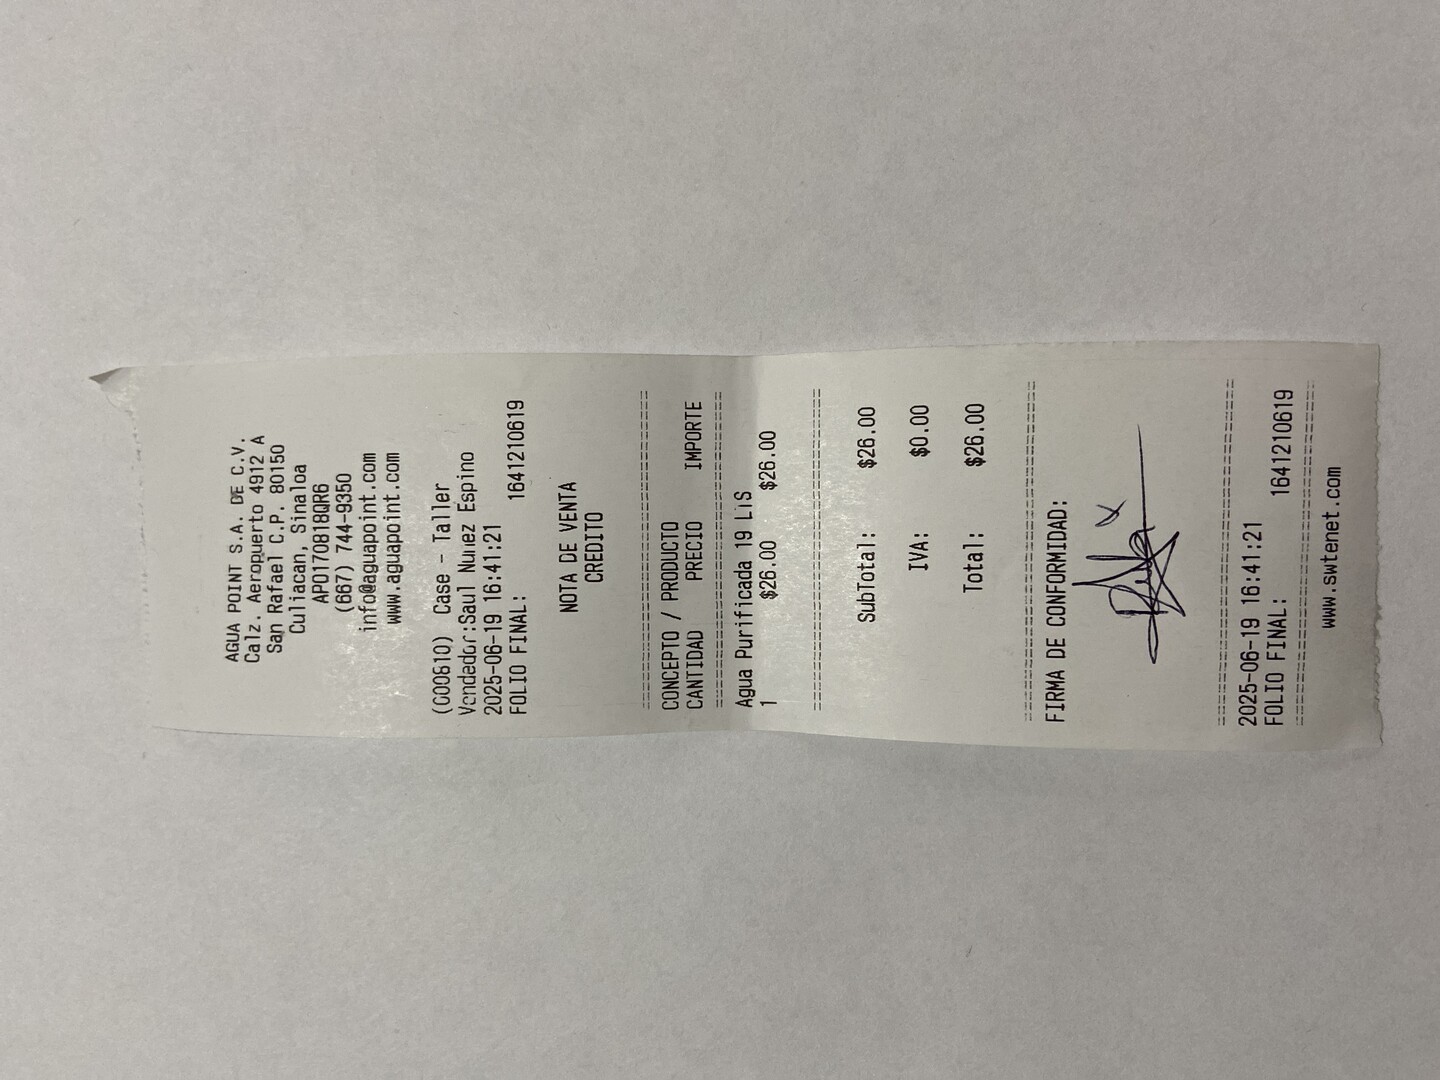 AGUA POINT S.A. DE C.V.
Calz. Aeropuerto 4912 A
San Rafael C.P. 80150
Culiacan, Sinaloa
APO170818QR6
(667) 744-9350
info@aguapoint.com
www.aguapoint.com
(C00610) Case - Taller
Vendedor:Saul Nunez Espino
2025-06-19 16:41:21
FOLIO FINAL: 1641210619
NOTA DE VENTA
CREDITO
CONCEPTO / PRODUCTO
CANTIDAD PRECIO IMPORTE
Agua Purificada 19 LtS
1 $26.00 $26.00
SubTotal: $26.00
IVA: $0.00
Total: $26.00
FIRMA DE CONFORMIDAD:
2025-06-19 16:41:21
FOLIO FINAL: 1641210619
www.swtenet.com